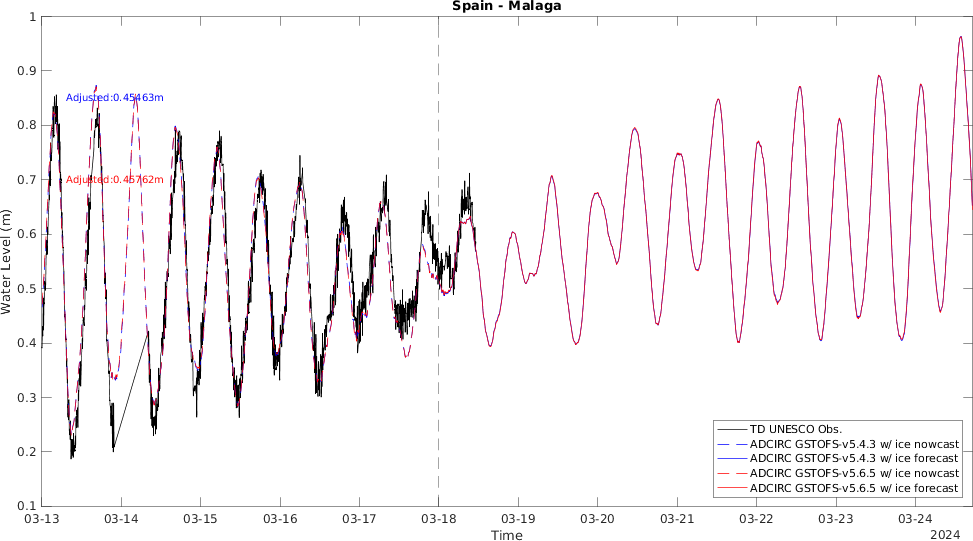 Spain - Malaga
1
0.9
0.8
0.7
0.6
0.5
0.4
0.3
0.2
0.1
Water Level (m)
Adjusted:0.45463m
Adjusted:0.45762m
TD UNESCO Obs.
ADCIRC GSTOFS-v5.4.3 w/ ice nowcast
ADCIRC GSTOFS-v5.4.3 w/ ice forecast
ADCIRC GSTOFS-v5.6.5 w/ ice nowcast
ADCIRC GSTOFS-v5.6.5 w/ ice forecast
03-13 03-14 03-15 03-16 03-17 03-18 03-19 03-20 03-21 03-22 03-23 03-24
Time
2024